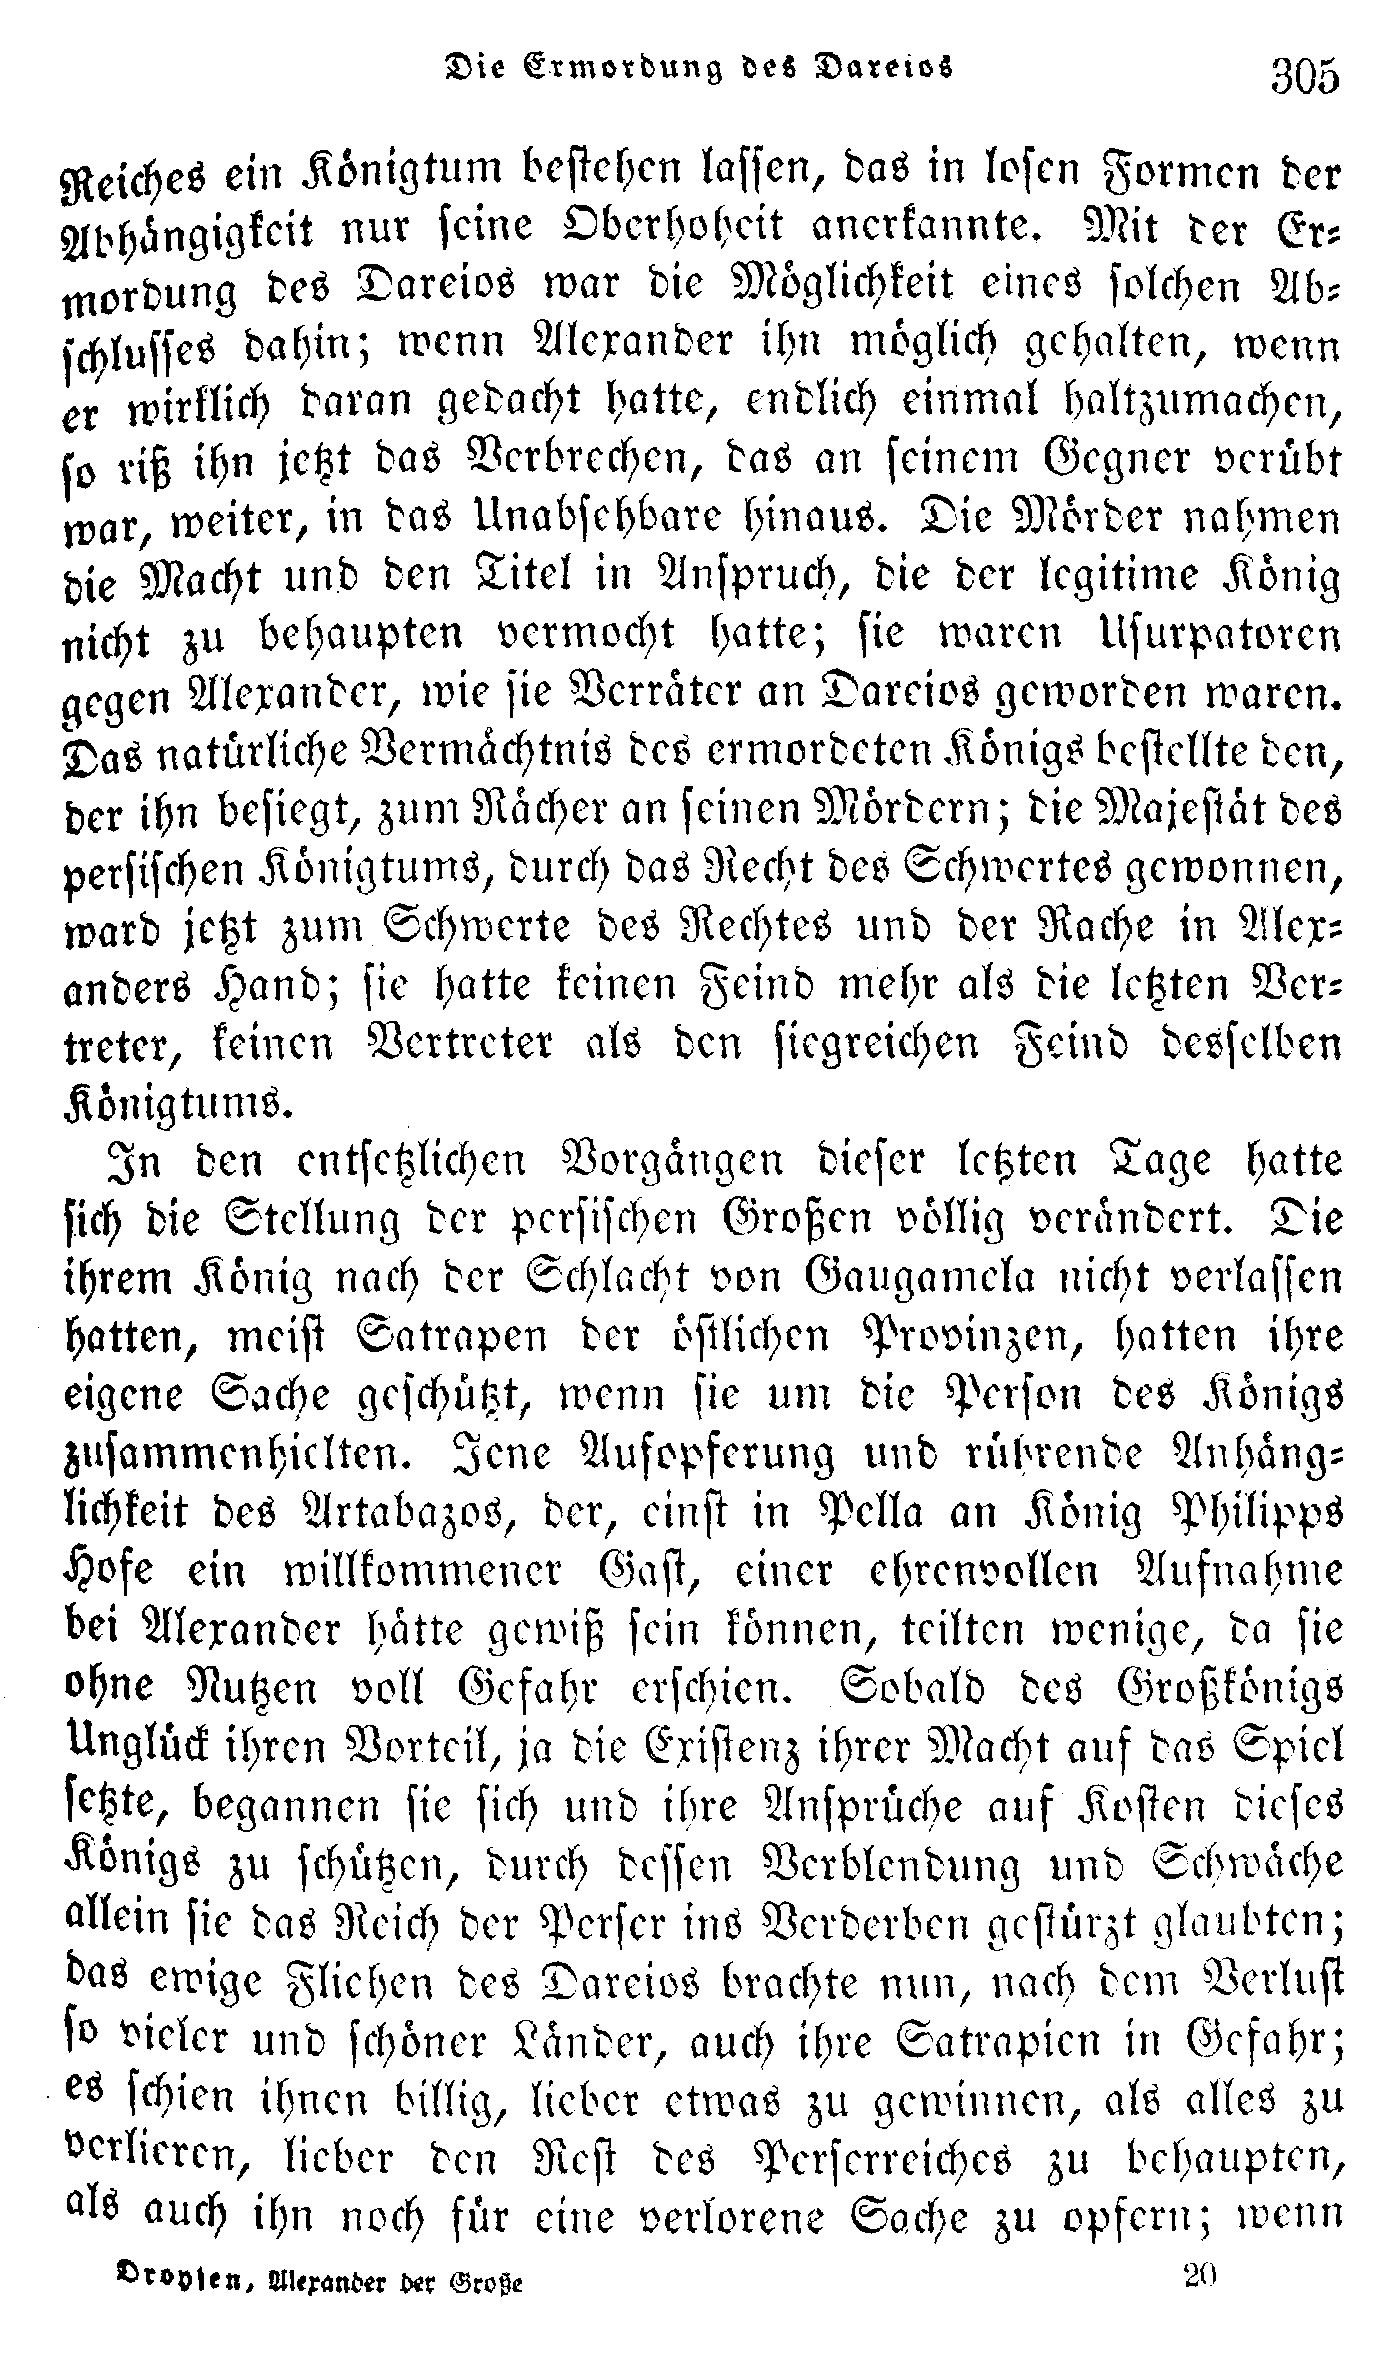 Die Ermordung des Dareios 305
Reiches ein Königtum bestehen lassen, das in losen Formen der
Abhängigkeit nur seine Oberhoheit anerkannte. Mit der Er-
mordung des Dareios war die Möglichkeit eines solchen Ab-
schlusses dahin; wenn Alexander ihn möglich gehalten, wenn
er wirklich daran gedacht hatte, endlich einmal haltzumachen,
so riß ihn jetzt das Verbrechen, das an seinem Gegner verübt
war, weiter, in das Unabsehbare hinaus. Die Mörder nahmen
die Macht und den Titel in Anspruch, die der legitime König
nicht zu behaupten vermocht hatte; sie waren Usurpatoren
gegen Alexander, wie sie Verräter an Dareios geworden waren.
Das natürliche Vermächtnis des ermordeten Königs bestellte den,
der ihn besiegt, zum Rächer an seinen Mördern; die Majestät des
persischen Königtums, durch das Recht des Schwertes gewonnen,
ward jetzt zum Schwerte des Rechtes und der Rache in Alex-
anders Hand; sie hatte keinen Feind mehr als die letzten Ver-
treter, keinen Vertreter als den siegreichen Feind desselben
Königtums.
In den entsetzlichen Vorgängen dieser letzten Tage hatte
sich die Stellung der persischen Großen völlig verändert. Die
ihrem König nach der Schlacht von Gaugamela nicht verlassen
hatten, meist Satrapen der östlichen Provinzen, hatten ihre
eigene Sache geschützt, wenn sie um die Person des Königs
zusammenhielten. Jene Aufopferung und rührende Anhäng-
lichkeit des Artabazos, der, einst in Pella an König Philipps
Hofe ein willkommener Gast, einer ehrenvollen Aufnahme
bei Alexander hätte gewiß sein können, teilten wenige, da sie
ohne Nutzen voll Gefahr erschien. Sobald des Großkönigs
Unglück ihren Vorteil, ja die Existenz ihrer Macht auf das Spiel
setzte, begannen sie sich und ihre Ansprüche auf Kosten dieses
Königs zu schützen, durch dessen Verblendung und Schwäche
allein sie das Reich der Perser ins Verderben gestürzt glaubten;
das ewige Fliehen des Dareios brachte nun, nach dem Verlust
so vieler und schöner Länder, auch ihre Satrapien in Gefahr;
es schien ihnen billig, lieber etwas zu gewinnen, als alles zu
verlieren, lieber den Rest des Perserreiches zu behaupten,
als auch ihn noch für eine verlorene Sache zu opfern; wenn
Droysen, Alexander der Große 20